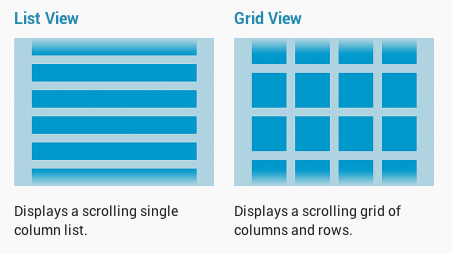 List View
Displays a scrolling single
column list.
Grid View
Displays a scrolling grid of
columns and rows.